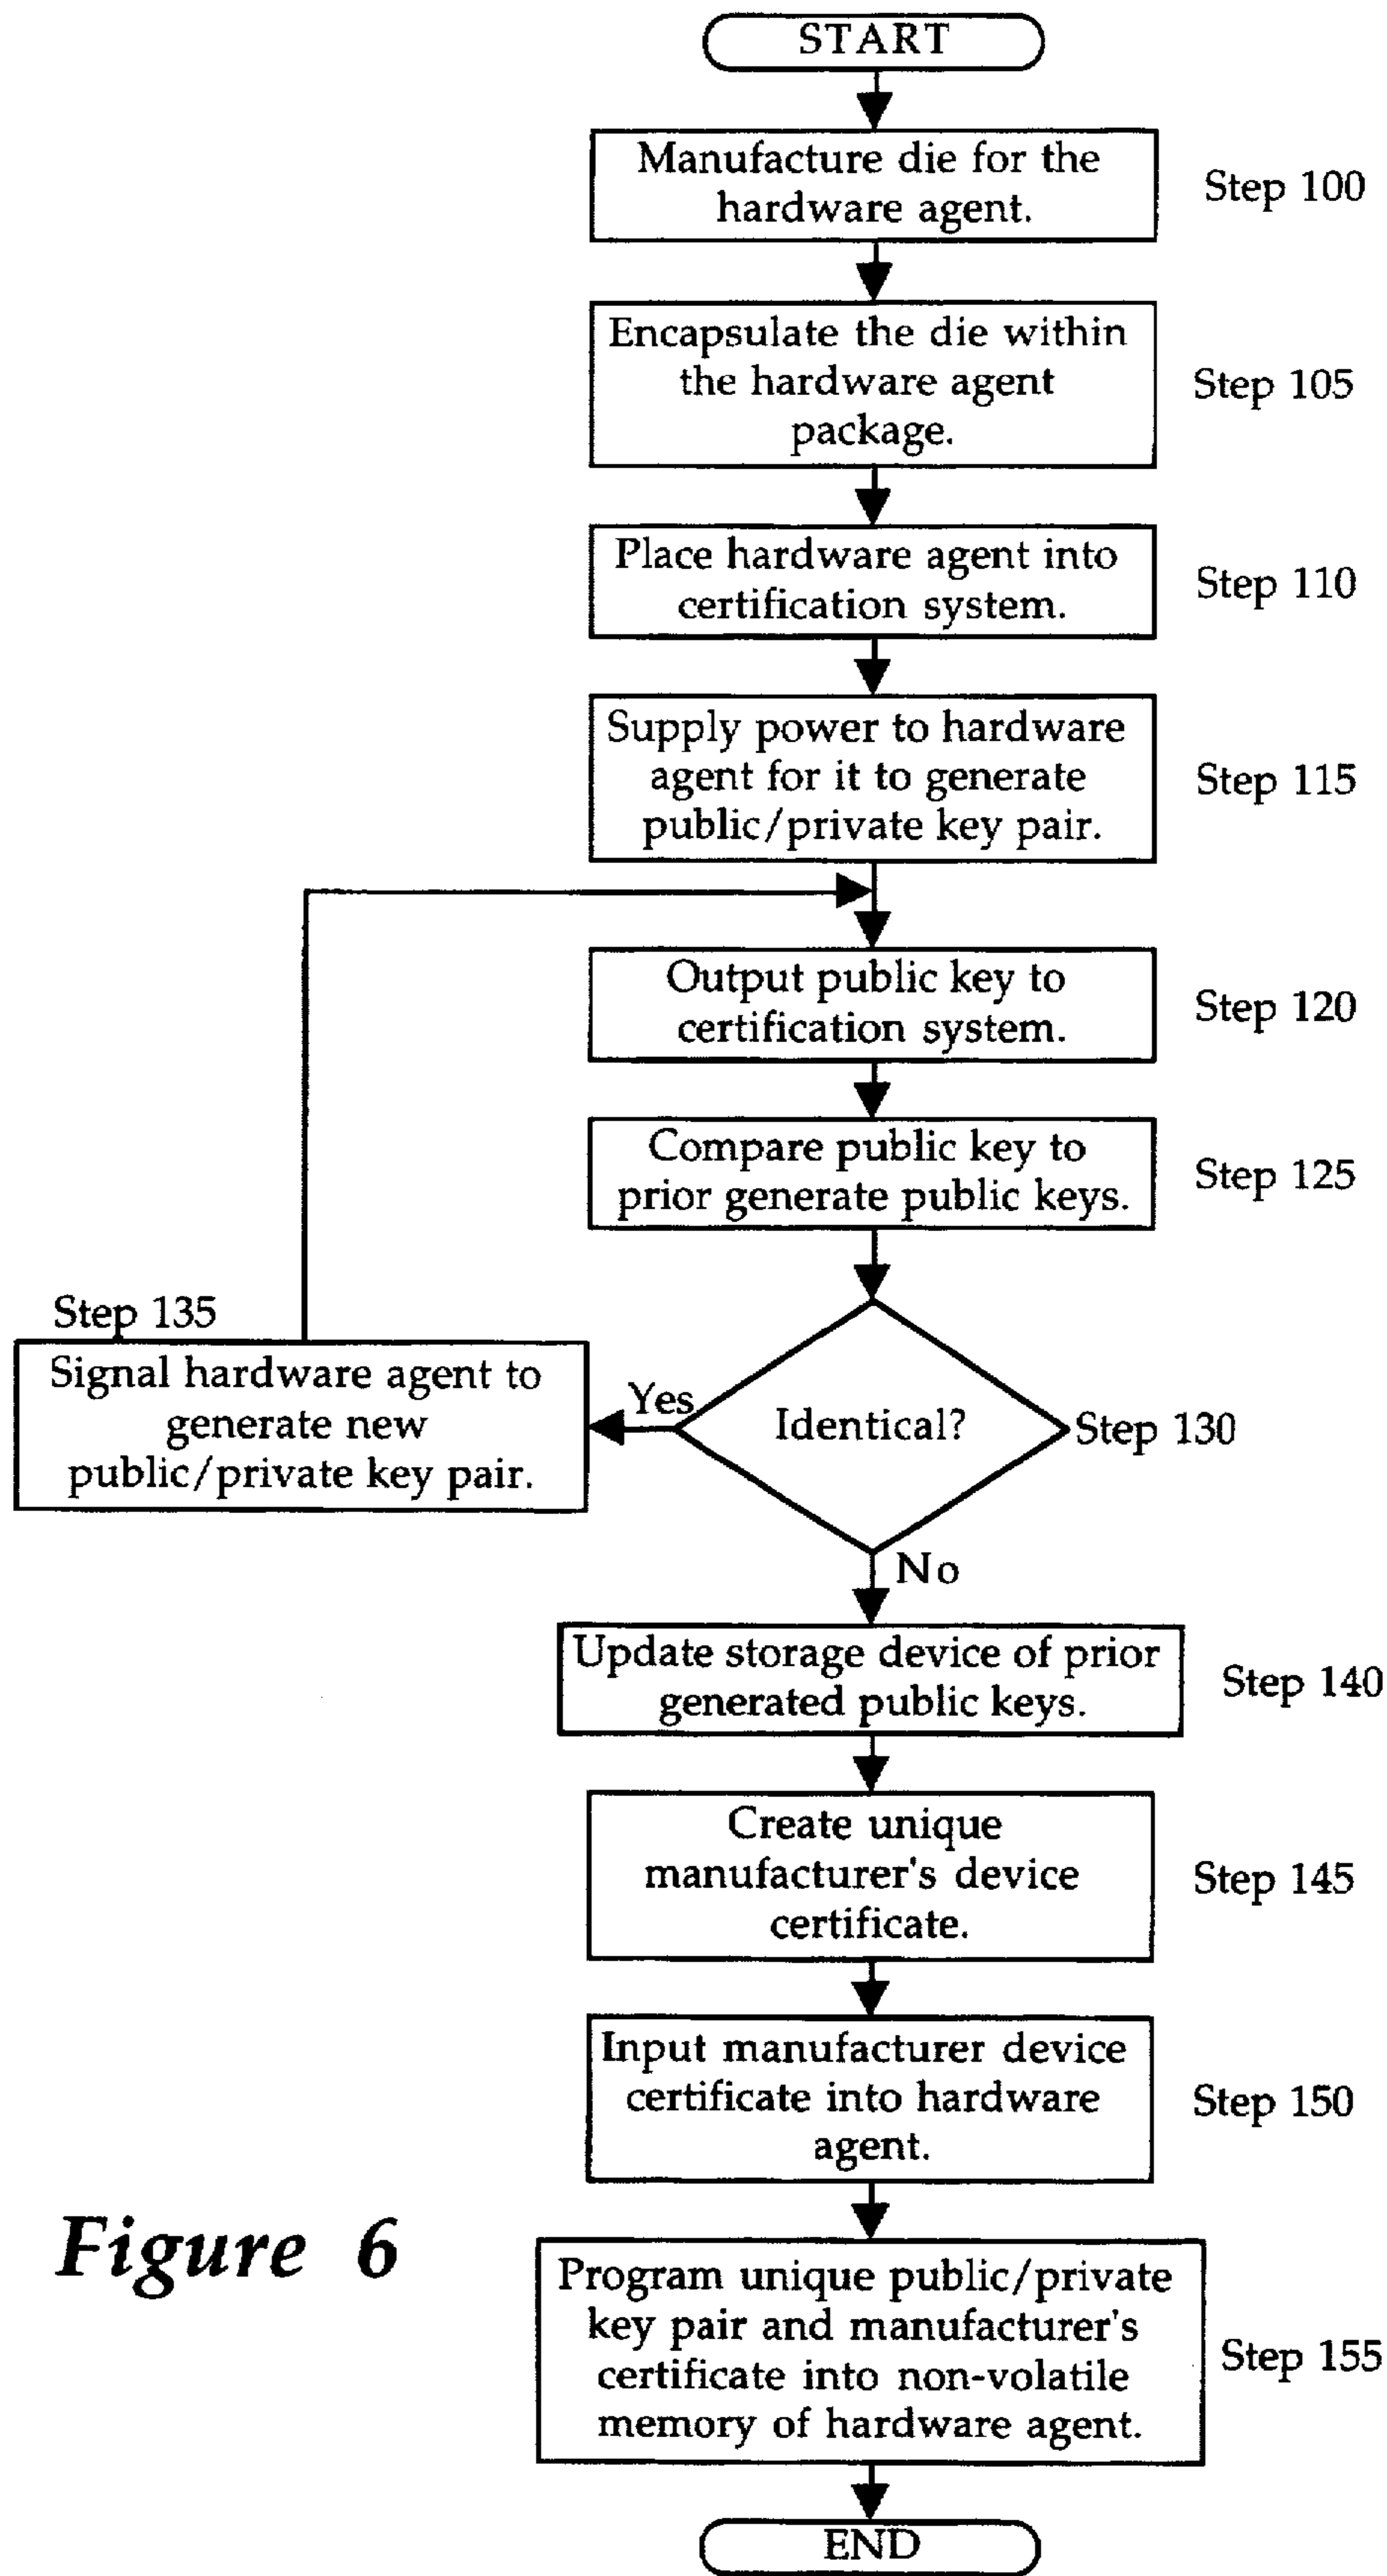 START
Manufacture die for the
hardware agent.
Step 100
Encapsulate the die within
the hardware agent
package.
Step 105
Place hardware agent into
certification system.
Step 110
Supply power to hardware
agent for it to generate
public/private key pair.
Step 115
Output public key to
certification system.
Step 120
Compare public key to
prior generate public keys.
Step 125
Step 135
Signal hardware agent to
generate new
public/private key pair.
Yes
Identical?
Step 130
No
Update storage device of prior
generated public keys.
Step 140
Create unique
manufacturer's device
certificate.
Step 145
Input manufacturer device
certificate into hardware
agent.
Step 150
Figure 6
Program unique public/private
key pair and manufacturer's
certificate into non-volatile
memory of hardware agent.
Step 155
END